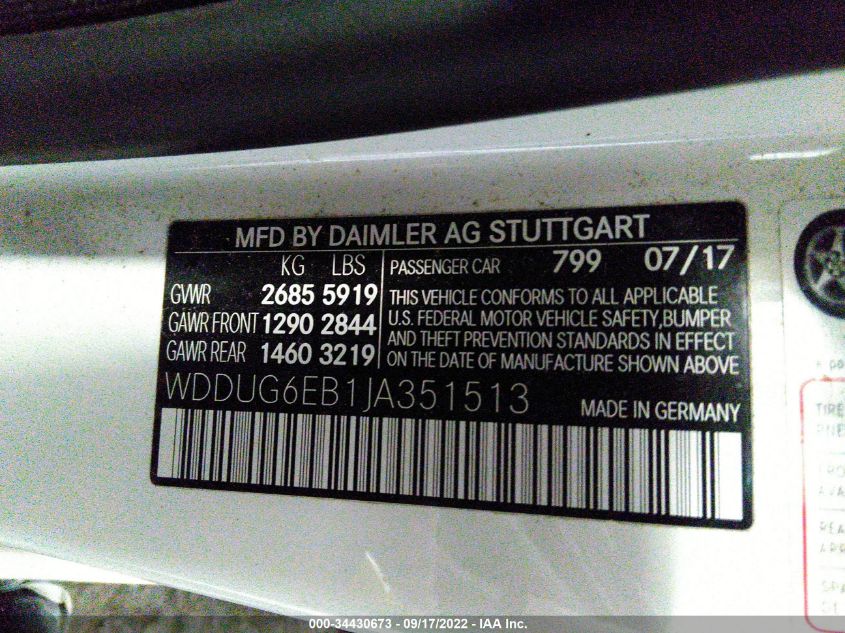 MFD BY DAIMLER AG STUTTGART
KG LBS
GVWR 2685 5919
GAWR FRONT 1290 2844
GAWR REAR 1460 3219
PASSENGER CAR 799 07/17
THIS VEHICLE CONFORMS TO ALL APPLICABLE
U.S. FEDERAL MOTOR VEHICLE SAFETY,BUMPER
AND THEFT PREVENTION STANDARDS IN EFFECT
ON THE DATE OF MANUFACTURE SHOWN ABOVE
WDDUG6EB1JA351513 MADE IN GERMANY
TIRE
000-34430673 - 09/17/2022 - IAA Inc.